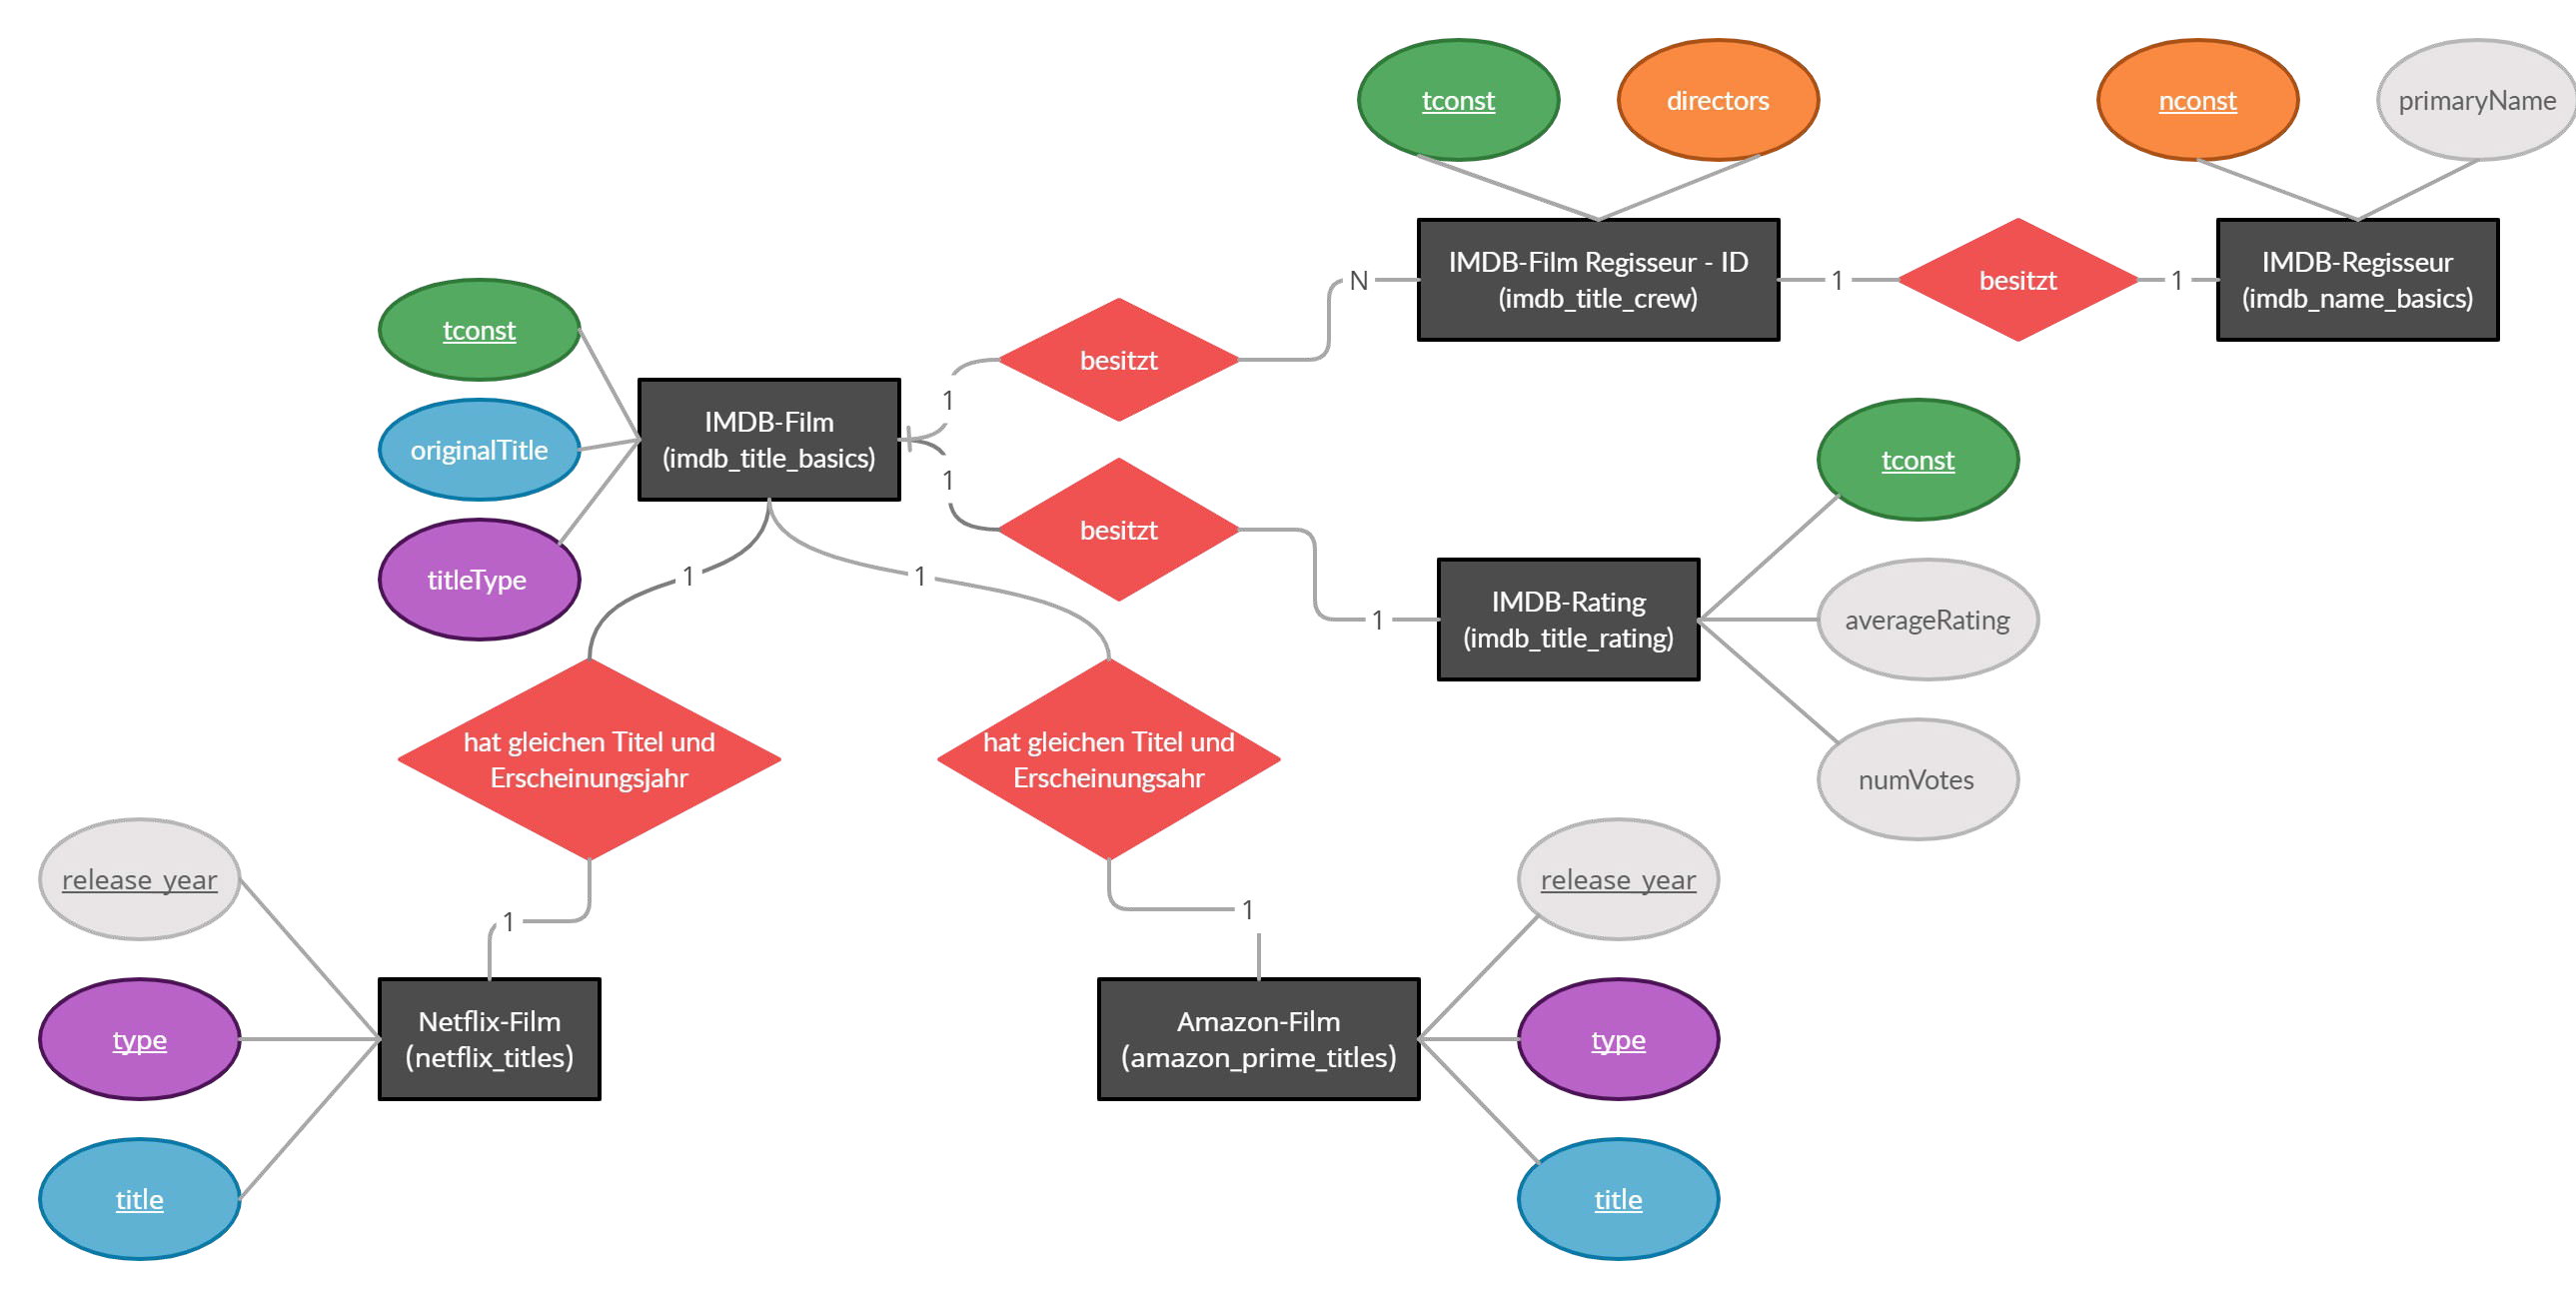 tconst
directors
nconst
primaryName
IMDB-Film Regisseur - ID
(imdb_title_crew)
1
besitzt
1
IMDB-Regisseur
(imdb_name_basics)
N
besitzt
1
tconst
originalTitle
titleType
IMDB-Film
(imdb_title_basics)
1
besitzt
1
IMDB-Rating
(imdb_title_rating)
tconst
averageRating
numVotes
1
1
hat gleichen Titel und
Erscheinungsjahr
hat gleichen Titel und
Erscheinungsahr
1
1
release_year
type
title
Netflix-Film
(netflix_titles)
Amazon-Film
(amazon_prime_titles)
release_year
type
title